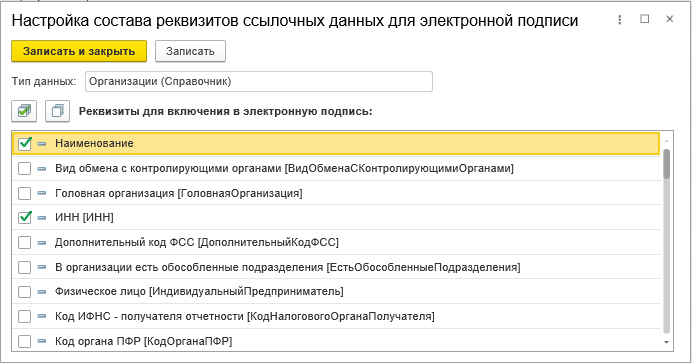 Настройка состава реквизитов ссылочных данных для электронной подписи
Записать и закрыть Записать
Тип данных: Организации (Справочник)
Реквизиты для включения в электронную подпись:
Наименование
Вид обмена с контролирующими органами [ВидОбменаСКонтролирующимиОрганами]
Головная организация [ГоловнаяОрганизация]
ИНН [ИНН]
Дополнительный код ФСС [ДополнительныйКодФСС]
В организации есть обособленные подразделения [ЕстьОбособленныеПодразделения]
Физическое лицо [ИндивидуальныйПредприниматель]
Код ИФНС - получателя отчетности [КодНалоговогоОрганаПолучателя]
Код органа ПФР [КодОрганаПФР]